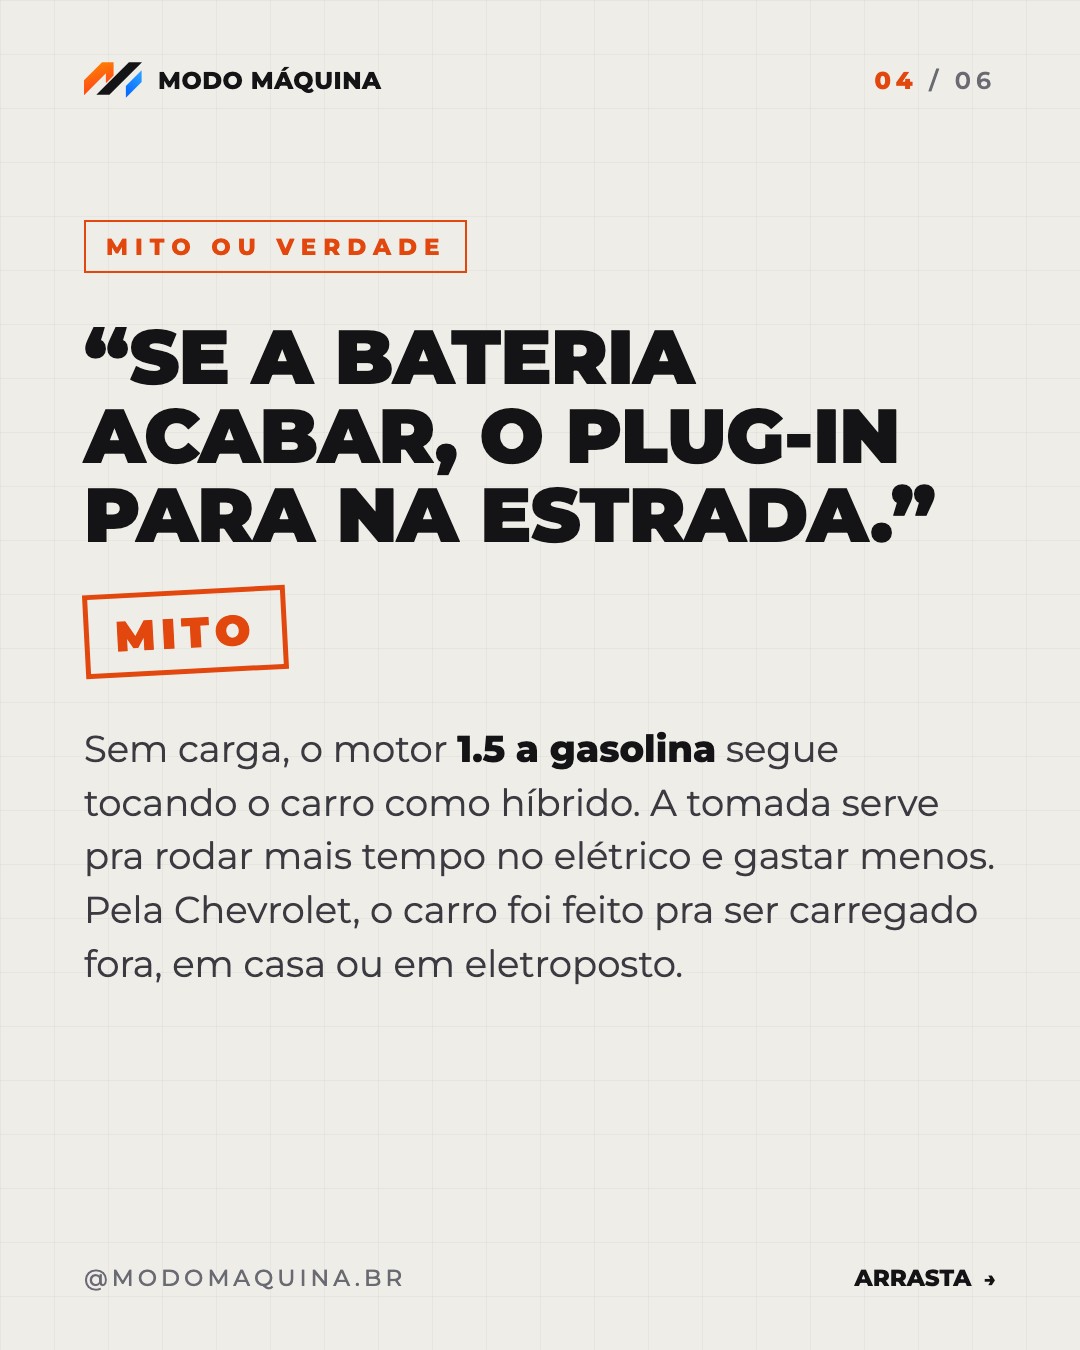 MODO MÁQUINA
04 / 06
MITO OU VERDADE
“SE A BATERIA
ACABAR, O PLUG-IN
PARA NA ESTRADA.”
MITO
Sem carga, o motor 1.5 a gasolina segue
tocando o carro como híbrido. A tomada serve
pra rodar mais tempo no elétrico e gastar menos.
Pela Chevrolet, o carro foi feito pra ser carregado
fora, em casa ou em eletroposto.
@MODOMAQUINA.BR
ARRASTA →